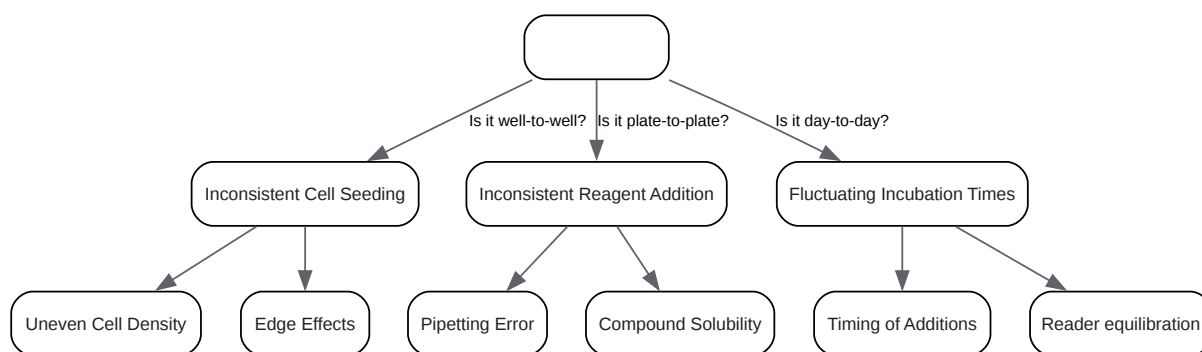 Is it well-to-well?
Is it plate-to-plate?
Is it day-to-day?
Inconsistent Cell Seeding
Inconsistent Reagent Addition
Fluctuating Incubation Times
Uneven Cell Density
Edge Effects
Pipetting Error
Compound Solubility
Timing of Additions
Reader equilibration